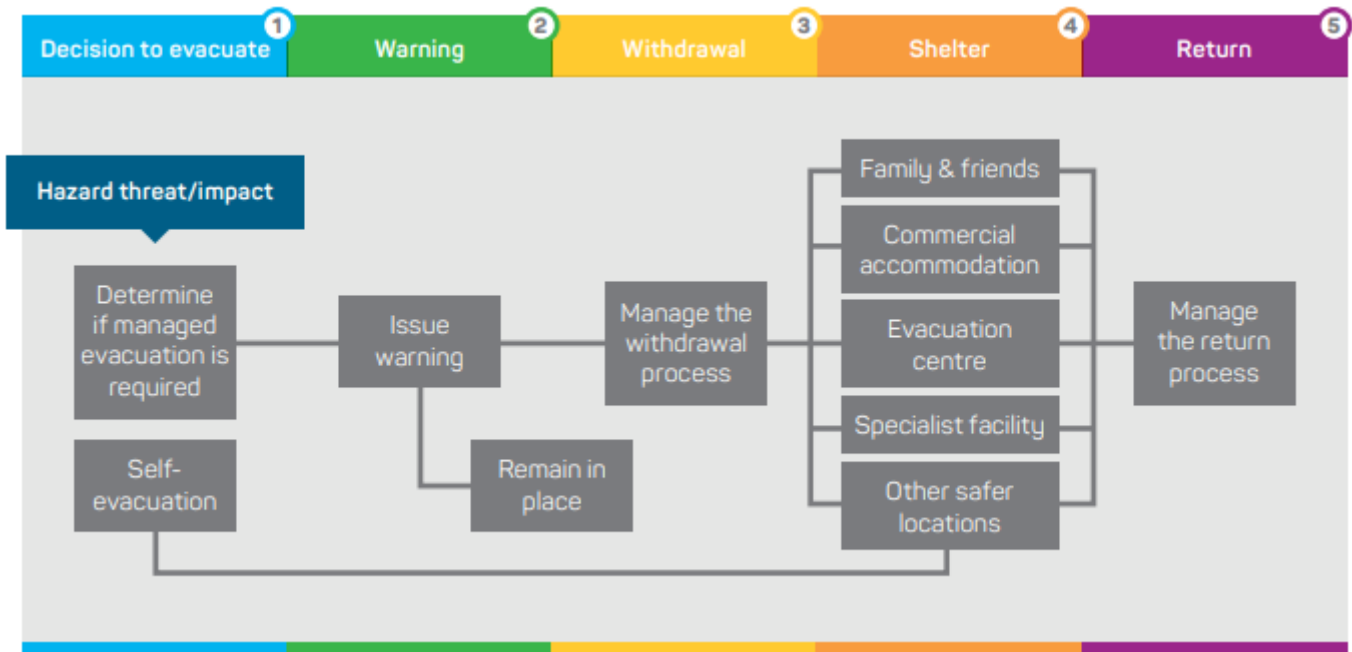 1
2
3
4
5
Decision to evacuate
Warning
Withdrawal
Shelter
Return
Hazard threat/impact
Determine
if managed
evacuation is
required
Self-
evacuation
Issue
warning
Remain in
place
Manage the
withdrawal
process
Family & friends
Commercial
accommodation
Evacuation
centre
Specialist facility
Other safer
locations
Manage
the return
process